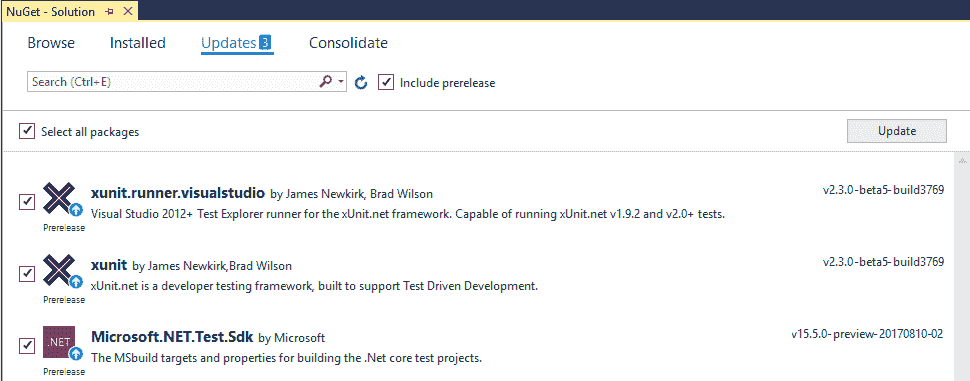 NuGet - Solution
Browse Installed Updates 3 Consolidate
Search (Ctrl+E) Include prerelease
Select all packages Update
xunit.runner.visualstudio by James Newkirk, Brad Wilson v2.3.0-beta5-build3769
Visual Studio 2012+ Test Explorer runner for the xUnit.net framework. Capable of running xUnit.net v1.9.2 and v2.0+ tests.
Prerelease
xunit by James Newkirk,Brad Wilson v2.3.0-beta5-build3769
xUnit.net is a developer testing framework, built to support Test Driven Development.
Prerelease
.NET Microsoft.NET.Test.Sdk by Microsoft v15.5.0-preview-20170810-02
The MSbuild targets and properties for building the .Net core test projects.
Prerelease